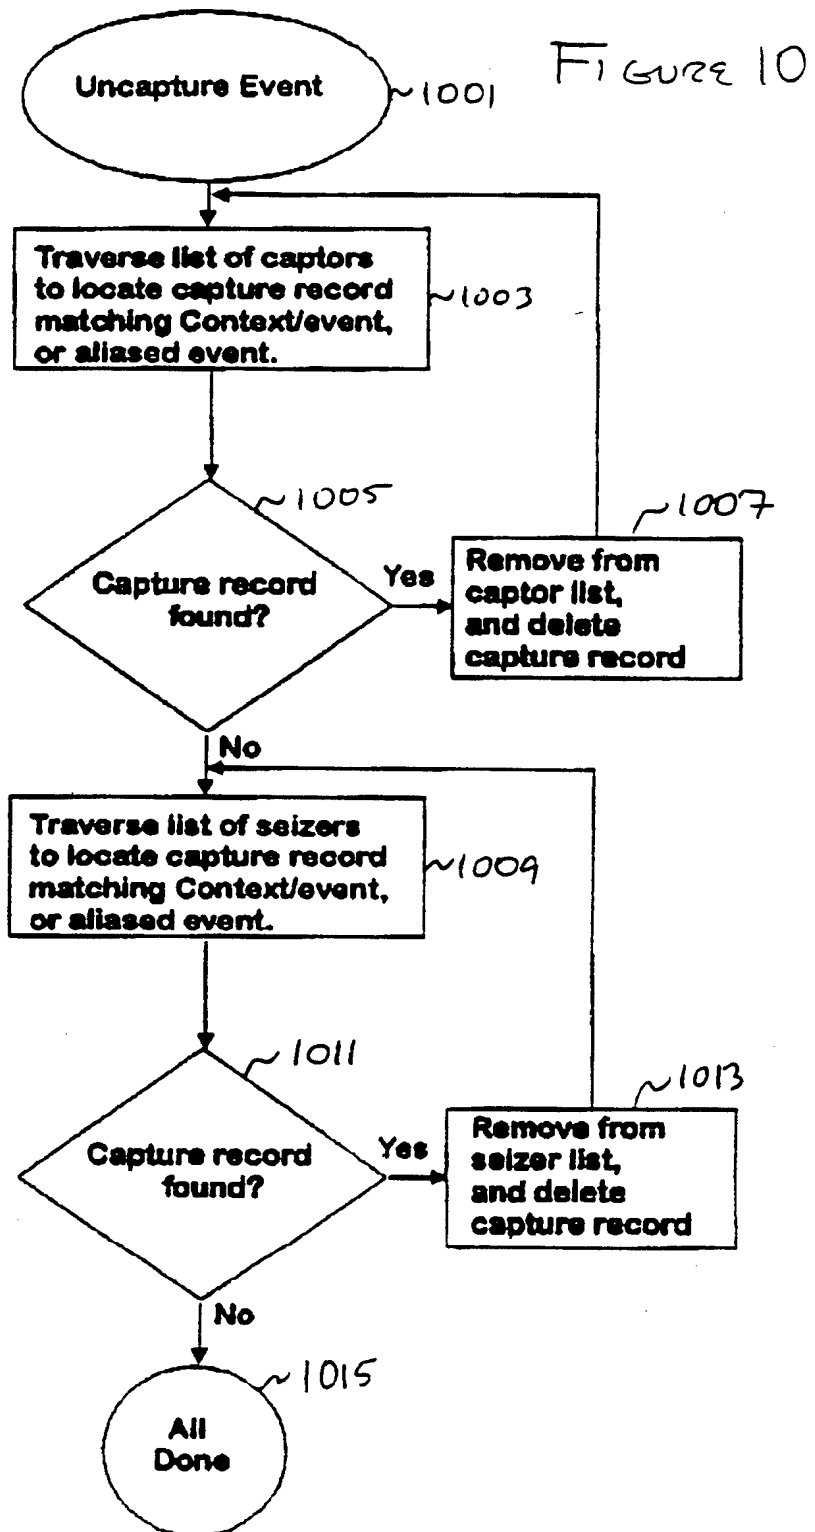 FIGURE 10
Uncapture Event
1001
Traverse list of captors
to locate capture record
matching Context/event,
or aliased event.
1003
1005
Capture record
found?
Yes
1007
Remove from
captor list,
and delete
capture record
No
Traverse list of seizers
to locate capture record
matching Context/event,
or aliased event.
1009
1011
Capture record
found?
Yes
1013
Remove from
seizer list,
and delete
capture record
No
1015
All
Done